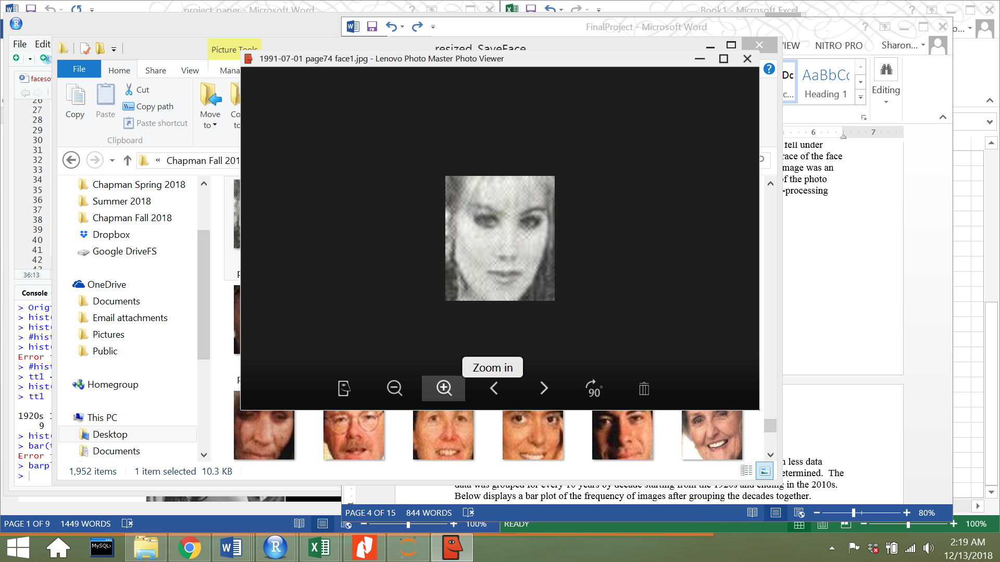 project_paper - Microsoft Word
Book1 - Microsoft Excel
FinalProject - Microsoft Word
File Edit
Picture Tools
resized_SaveFace
VIEW NITRO PRO Sharon...
1991-07-01 page74 face1.jpg - Lenovo Photo Master Photo Viewer
File Home Share View Mana
faceso
Copy Paste Cut
Copy path
Paste shortcut
Move
to
Co
to
Clipboard
AaBbCc
Heading 1
Editing
26
27
28
29
30
31
32
33
34
35
36
37
38
39
40
41
42
43
36:13
6 7
fell under
race of the face
image was an
of the photo
-processing
Chapman Fall 201
Chapman Spring 2018
Summer 2018
Chapman Fall 2018
Dropbox
Google DriveFS
OneDrive
Documents
Email attachments
Pictures
Public
Homegroup
This PC
Desktop
Documents
Console
> Orig
> hist(
> hist(
> #hist
> hist(
Error
> #hist
> tt1
> hist(
> tt1
1920s
9
> hist(
> bar(t
Error
> barp
>
Zoom in
90°
1,952 items 1 item selected 10.3 KB
less data
etermined. The
data was grouped for every 10 years by decade starting from the 1920s and ending in the 2010s.
Below displays a bar plot of the frequency of images after grouping the decades together.
PAGE 4 OF 15 844 WORDS 80%
PAGE 1 OF 9 1449 WORDS 100% READY 100%
MySQL>
2:19 AM
12/13/2018